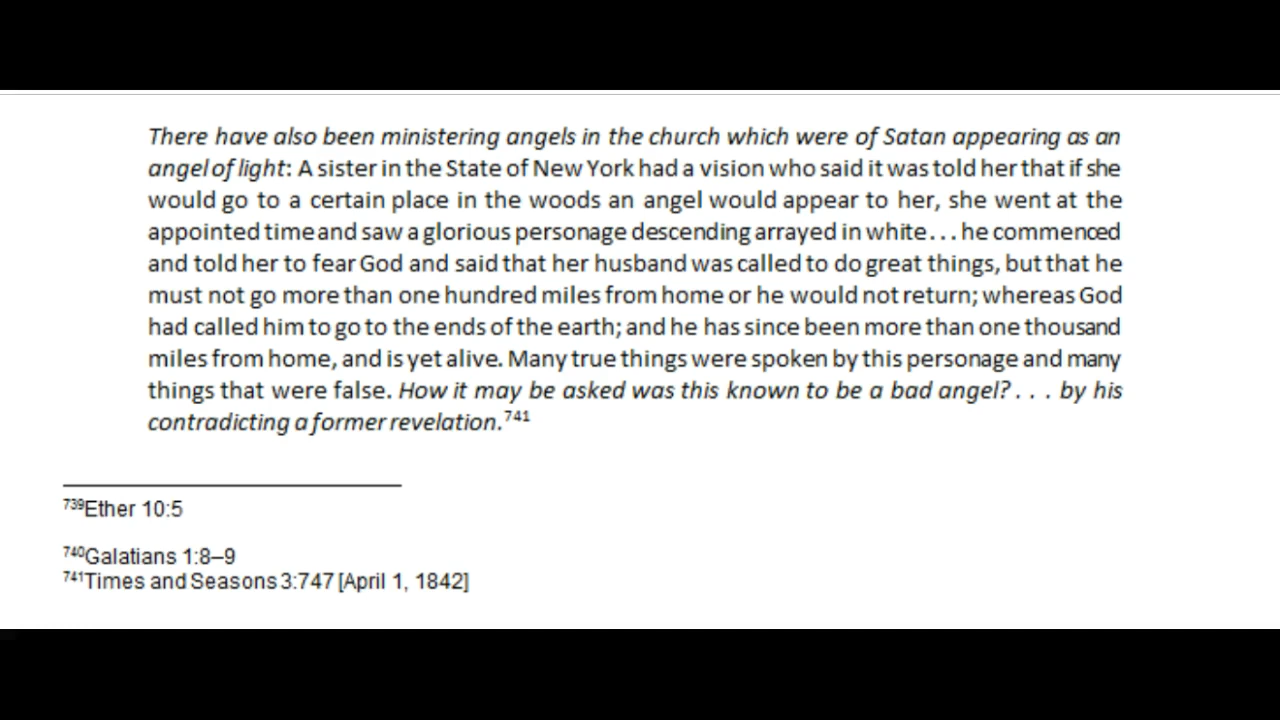 There have also been ministering angels in the church which were of Satan appearing as an
angel of light: A sister in the State of New York had a vision who said it was told her that if she
would go to a certain place in the woods an angel would appear to her, she went at the
appointed time and saw a glorious personage descending arrayed in white... he commenced
and told her to fear God and said that her husband was called to do great things, but that he
must not go more than one hundred miles from home or he would not return; whereas God
had called him to go to the ends of the earth; and he has since been more than one thousand
miles from home, and is yet alive. Many true things were spoken by this personage and many
things that were false. How it may be asked was this known to be a bad angel? . . . by his
contradicting a former revelation.741
739Ether 10:5
740Galatians 1:8–9
741Times and Seasons 3:747 [April 1, 1842]